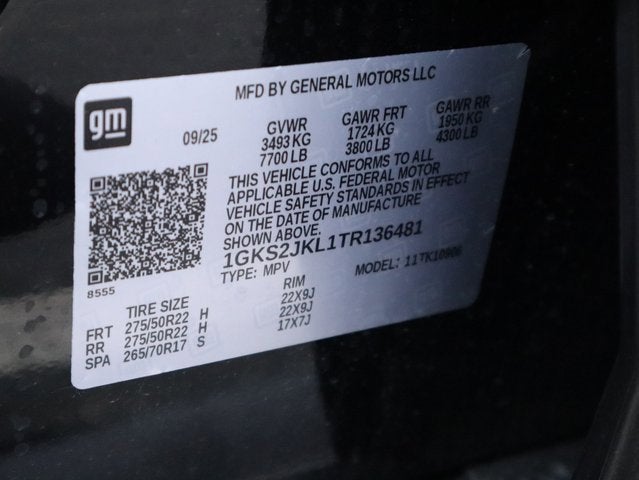 MFD BY GENERAL MOTORS LLC
gm
09/25
GVWR GAWR FRT GAWR RR
3493 KG 1724 KG 1950 KG
7700 LB 3800 LB 4300 LB
THIS VEHICLE CONFORMS TO ALL
APPLICABLE U.S. FEDERAL MOTOR
VEHICLE SAFETY STANDARDS IN EFFECT
ON THE DATE OF MANUFACTURE
SHOWN ABOVE.
1GKS2JKL1TR136481
TYPE: MPV MODEL: 11TK10906
8555
TIRE SIZE RIM
FRT 275/50R22 H 22X9J
RR 275/50R22 H 22X9J
SPA 265/70R17 S 17X7J